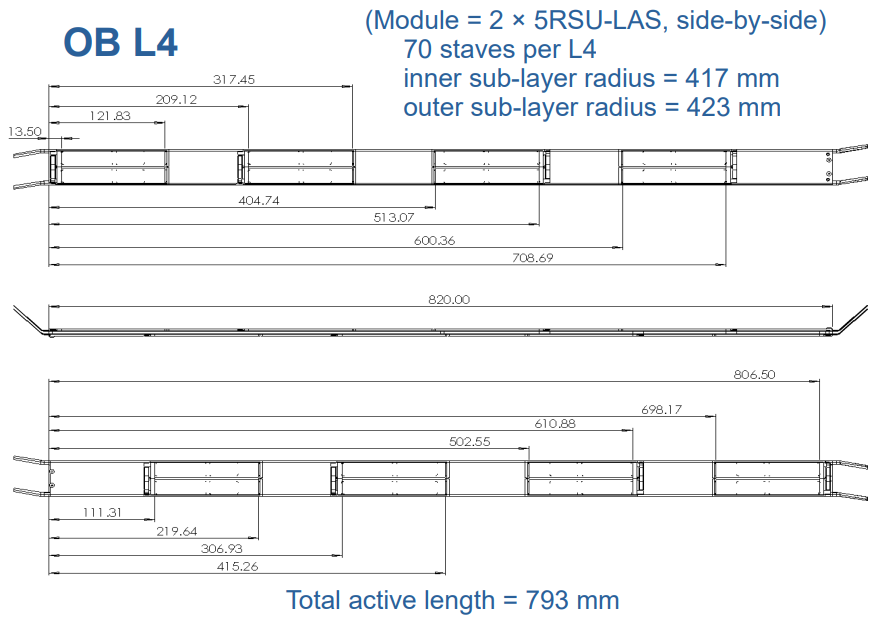 OB L4
(Module = 2 × 5RSU-LAS, side-by-side)
70 staves per L4
inner sub-layer radius = 417 mm
outer sub-layer radius = 423 mm
317.45
209.12
121.83
13.50
404.74
513.07
600.36
708.69
820.00
806.50
698.17
610.88
502.55
111.31
219.64
306.93
415.26
Total active length = 793 mm